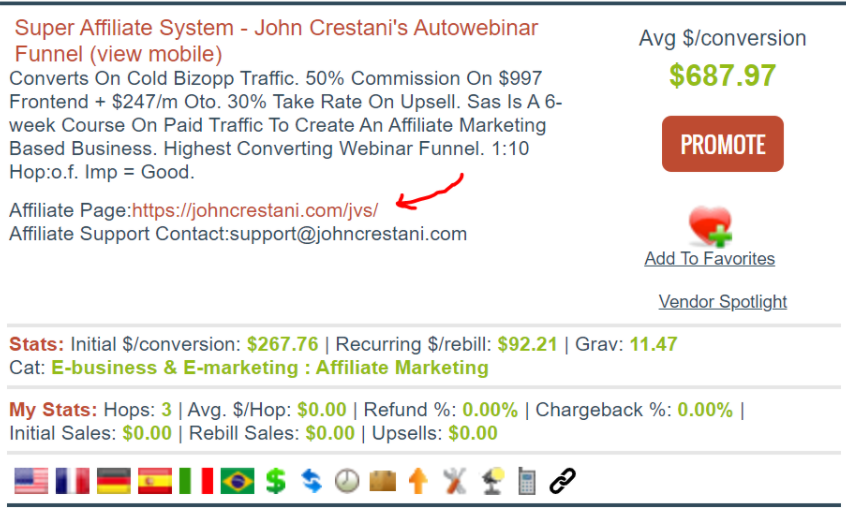 Super Affiliate System - John Crestani's Autowebinar
Funnel (view mobile)
Converts On Cold Bizopp Traffic. 50% Commission On $997
Frontend + $247/m Oto. 30% Take Rate On Upsell. Sas Is A 6-
week Course On Paid Traffic To Create An Affiliate Marketing
Based Business. Highest Converting Webinar Funnel. 1:10
Hop:o.f. Imp = Good.
Affiliate Page:https://johncrestani.com/jvs/
Affiliate Support Contact:support@johncrestani.com
Avg $/conversion
$687.97
PROMOTE
Add To Favorites
Vendor Spotlight
Stats: Initial $/conversion: $267.76 | Recurring $/rebill: $92.21 | Grav: 11.47
Cat: E-business & E-marketing : Affiliate Marketing
My Stats: Hops: 3 | Avg. $/Hop: $0.00 | Refund %: 0.00% | Chargeback %: 0.00% |
Initial Sales: $0.00 | Rebill Sales: $0.00 | Upsells: $0.00